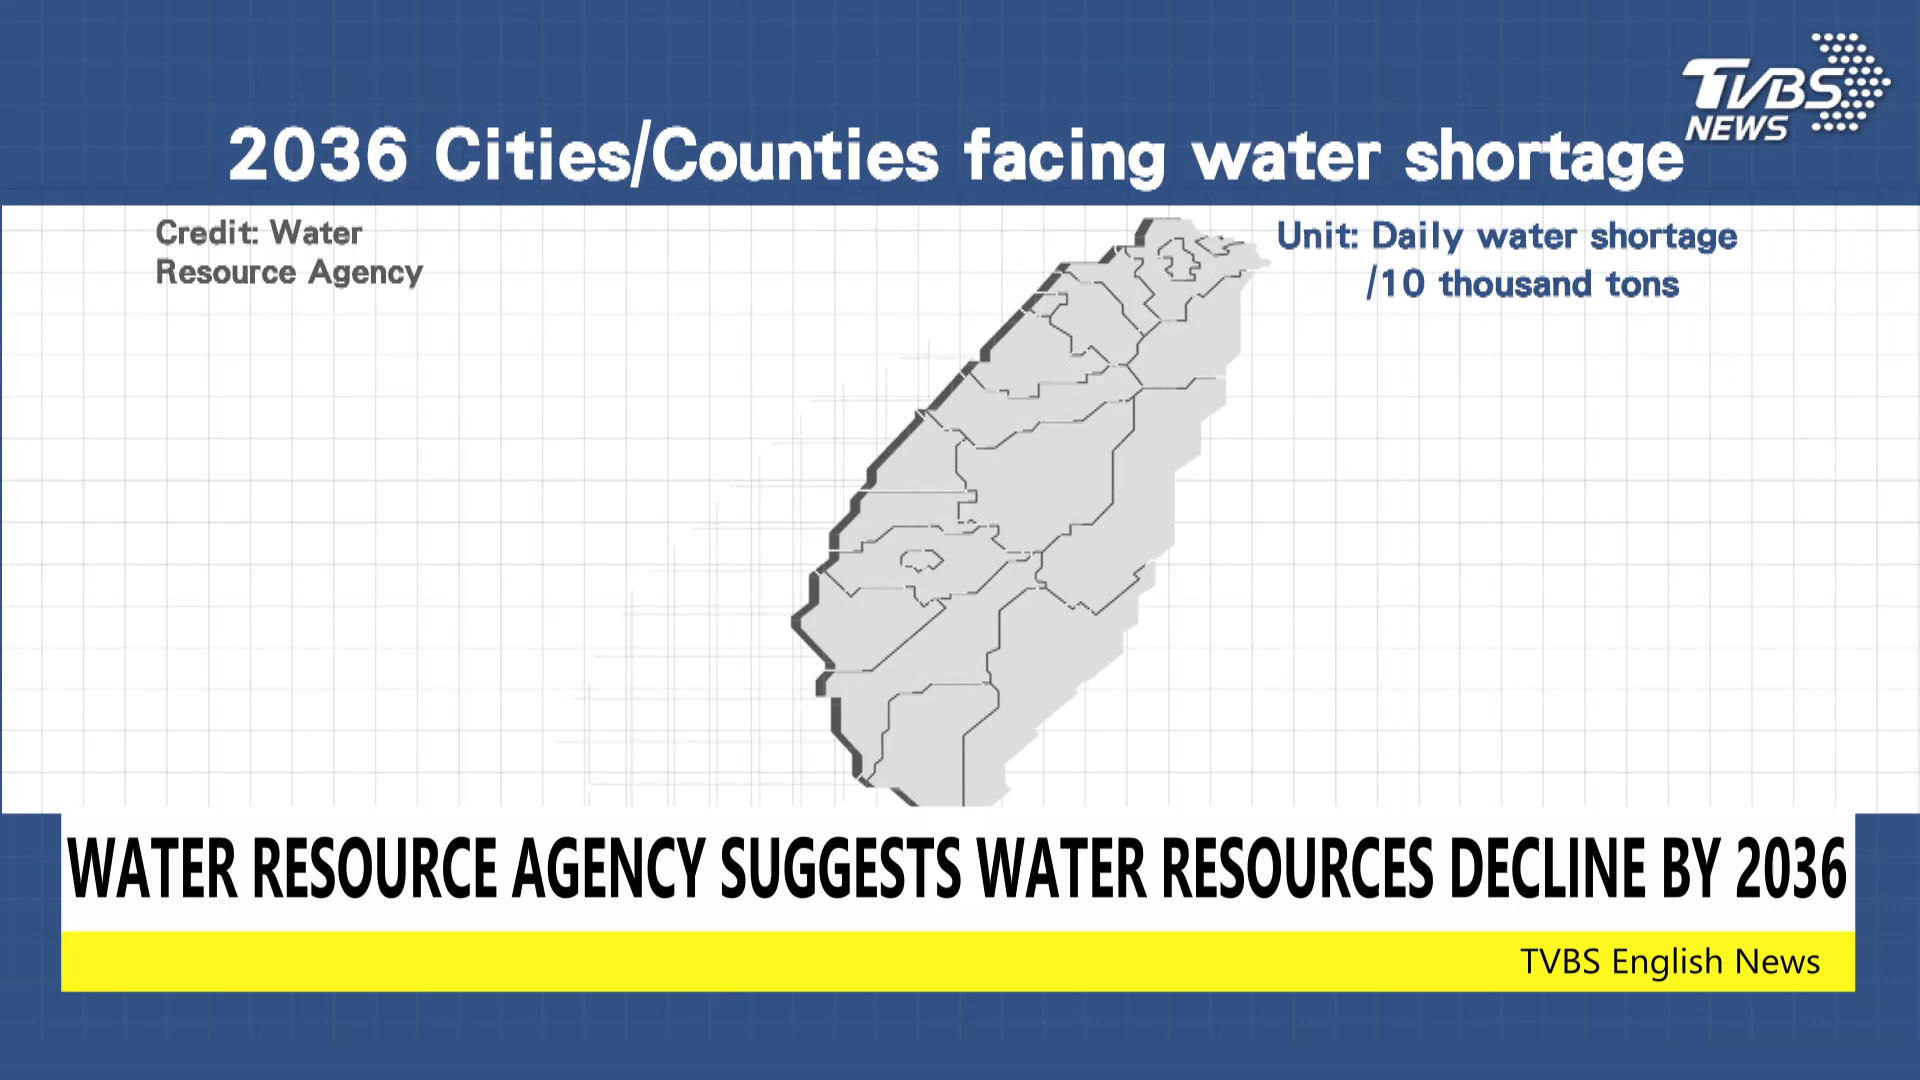 TVBS
NEWS
2036 Cities/Counties facing water shortage
Credit: Water
Resource Agency
Unit: Daily water shortage
/10 thousand tons
WATER RESOURCE AGENCY SUGGESTS WATER RESOURCES DECLINE BY 2036
TVBS English News